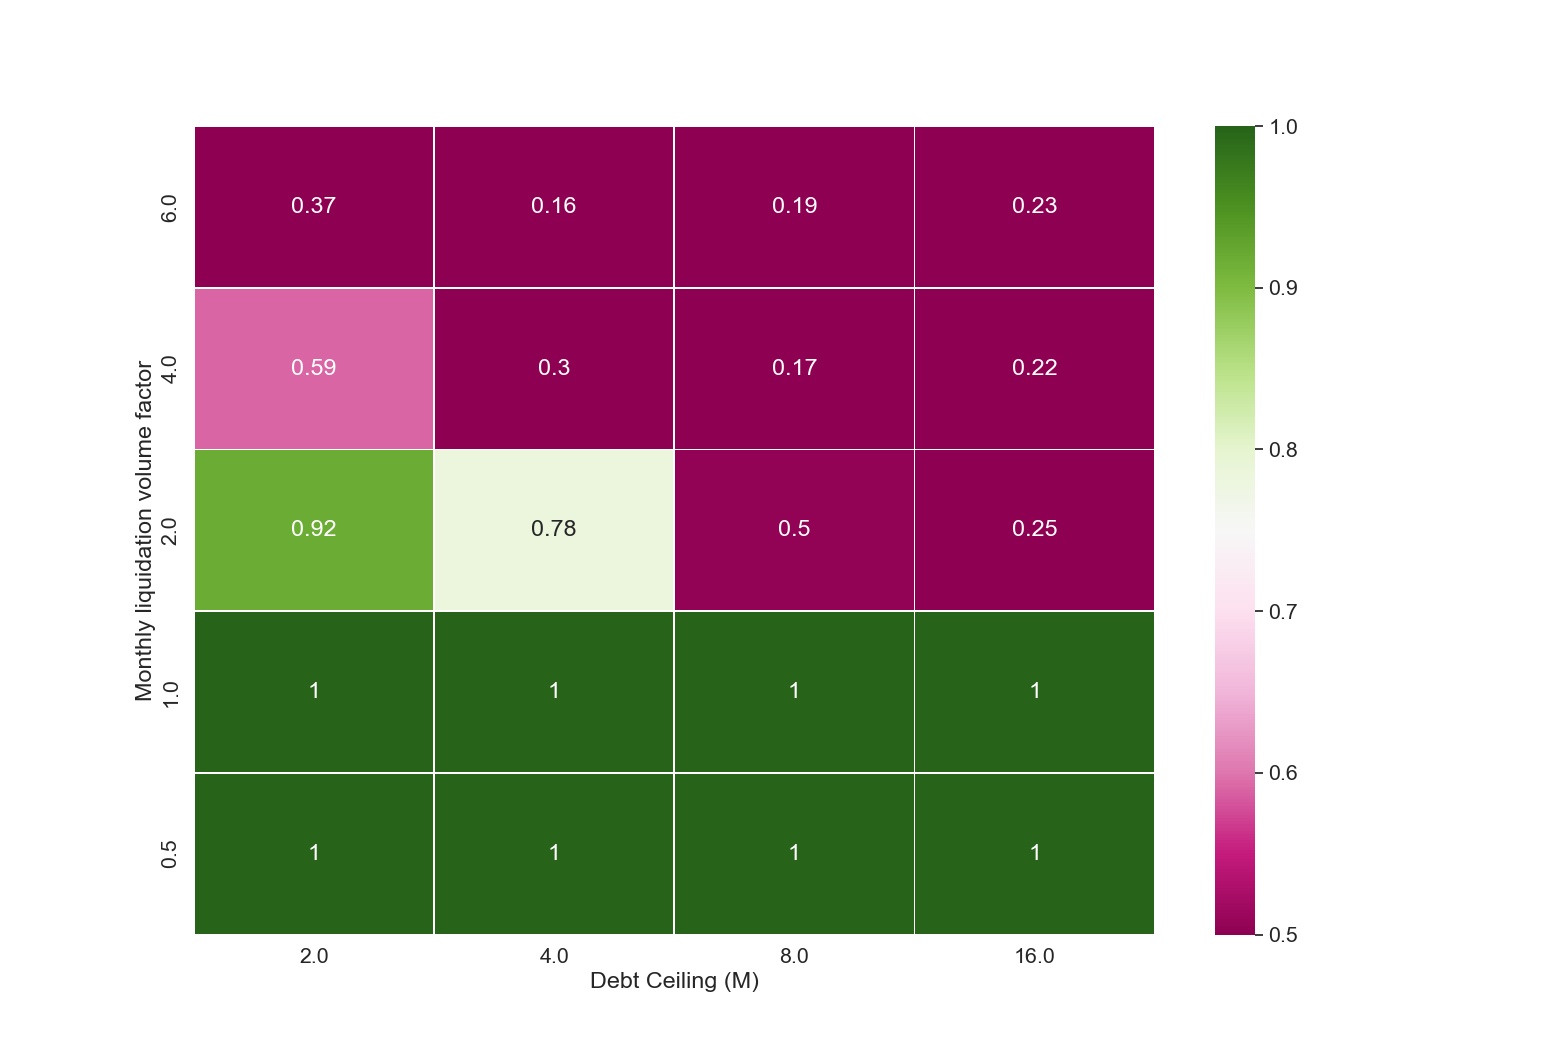 6.0 0.37 0.16 0.19 0.23
4.0 0.59 0.3 0.17 0.22
2.0 0.92 0.78 0.5 0.25
1.0 1 1 1 1
0.5 1 1 1 1
2.0 4.0 8.0 16.0
Debt Ceiling (M)
Monthly liquidation volume factor
1.0
0.9
0.8
0.7
0.6
0.5